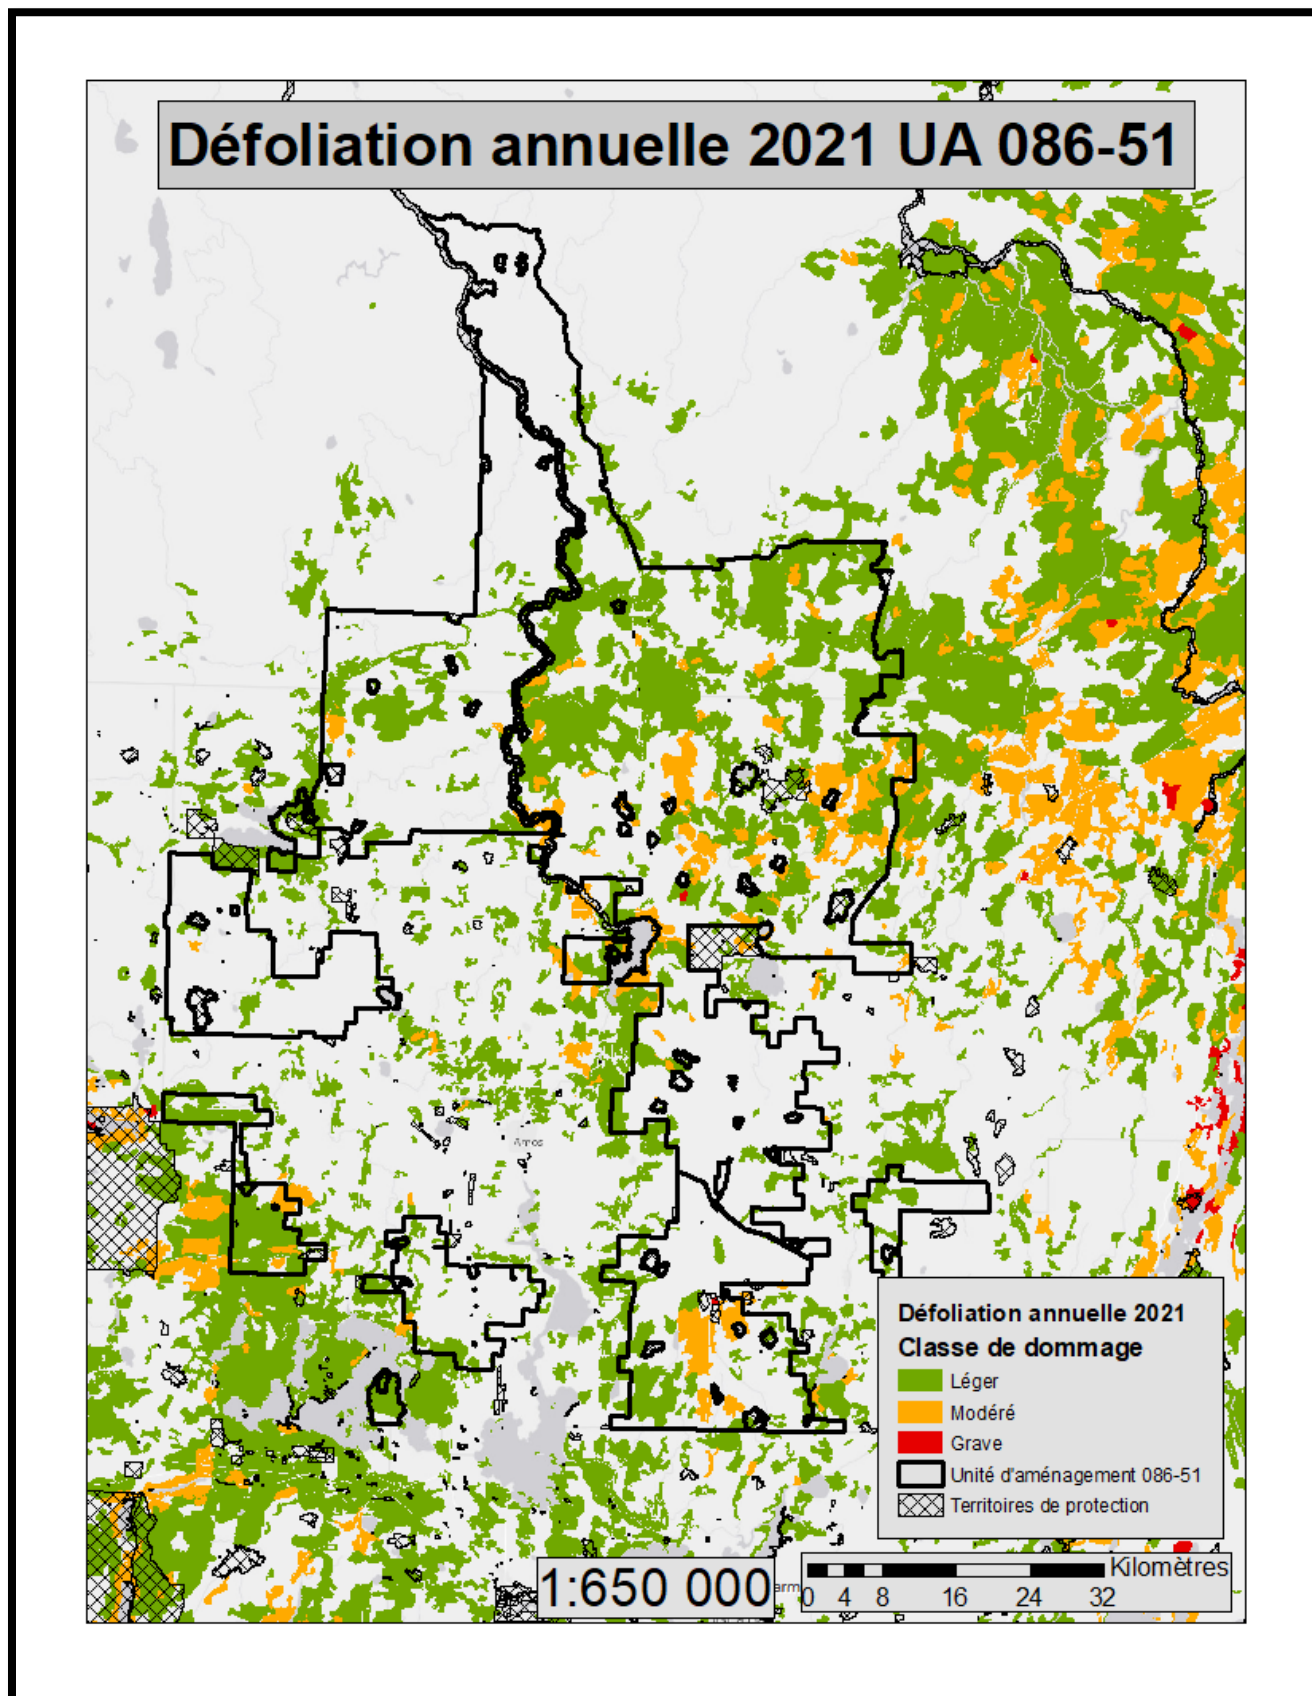 Défoliation annuelle 2021 UA 086-51
Amos
Défoliation annuelle 2021
Classe de dommage
Léger
Modéré
Grave
Unité d'aménagement 086-51
Territoires de protection
1:650 000
Kilomètres
0 4 8 16 24 32